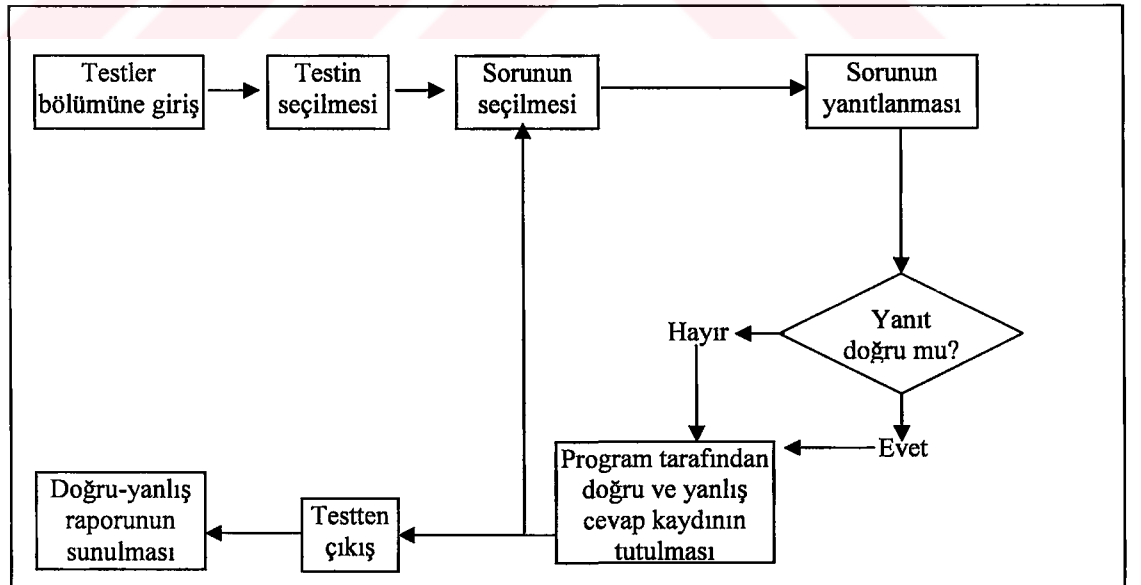 Testler
bölümüne giriş
Testin
seçilmesi
Sorunun
seçilmesi
Sorunun
yanıtlanması
Yanıt
doğru mu?
Hayır
Evet
Program tarafından
doğru ve yanlış
cevap kaydının
tutulması
Testten
çıkış
Doğru-yanlış
raporunun
sunulması